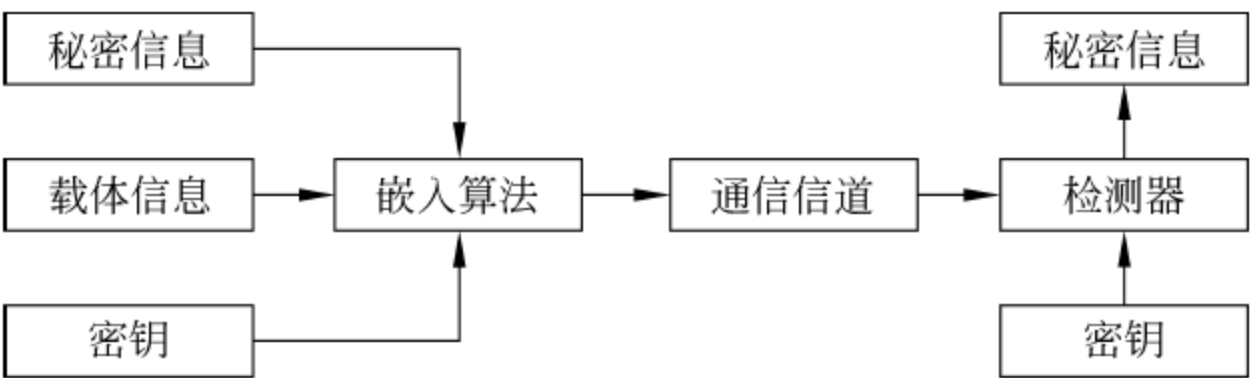 秘密信息
秘密信息
载体信息
嵌入算法
通信信道
检测器
密钥
密钥